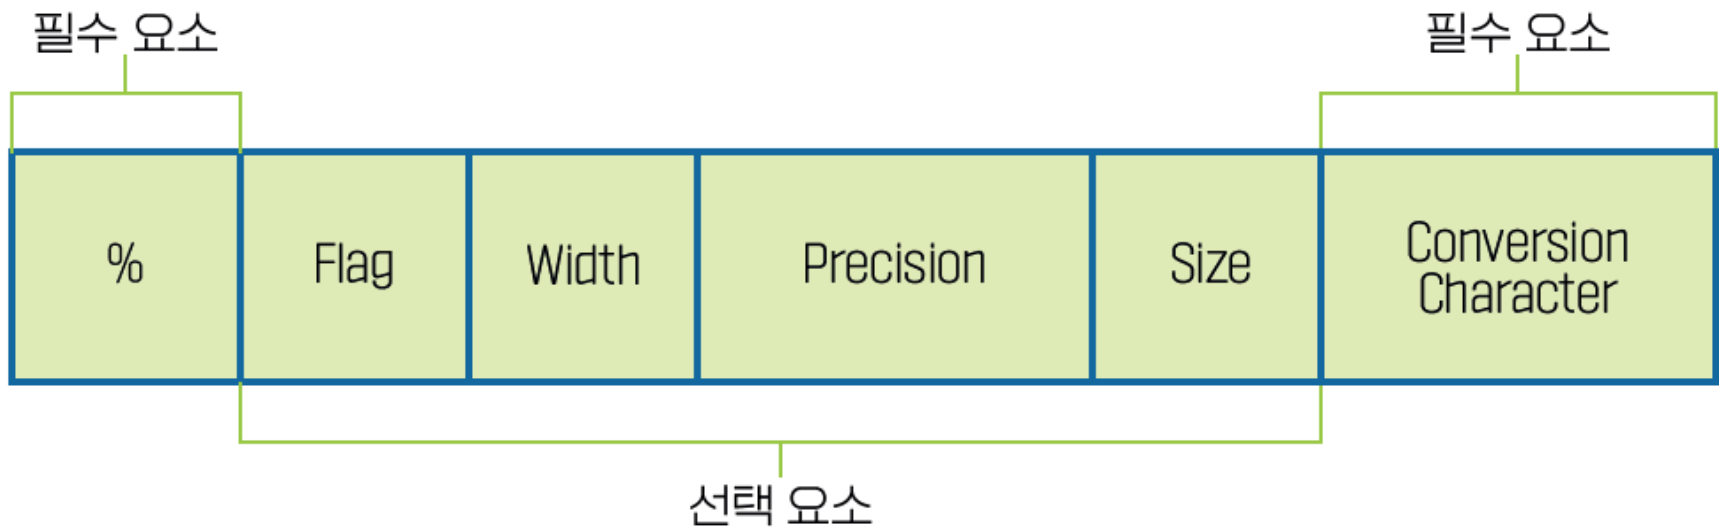 필수 요소
필수 요소
%
Flag
Width
Precision
Size
Conversion
Character
선택 요소